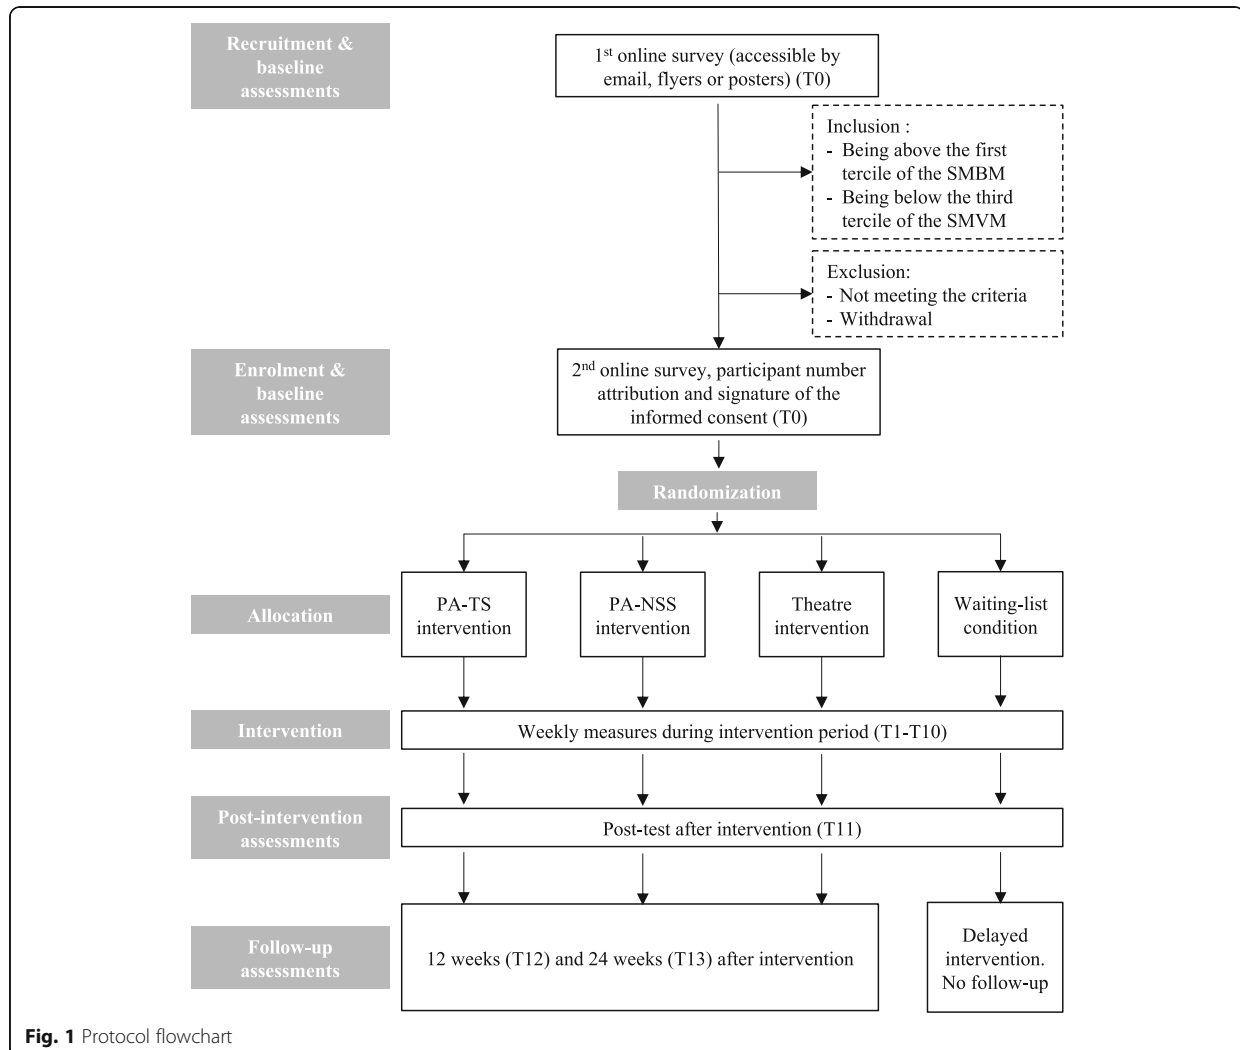 Recruitment &
baseline
assessments
1st online survey (accessible by
email, flyers or posters) (T0)
Inclusion :
- Being above the first
tercile of the SMBM
- Being below the third
tercile of the SMVM
Exclusion:
- Not meeting the criteria
- Withdrawal
Enrolment &
baseline
assessments
2nd online survey, participant number
attribution and signature of the
informed consent (T0)
Randomization
Allocation
PA-TS
intervention
PA-NSS
intervention
Theatre
intervention
Waiting-list
condition
Intervention
Weekly measures during intervention period (T1-T10)
Post-intervention
assessments
Post-test after intervention (T11)
Follow-up
assessments
12 weeks (T12) and 24 weeks (T13) after intervention
Delayed
intervention.
No follow-up
Fig. 1 Protocol flowchart